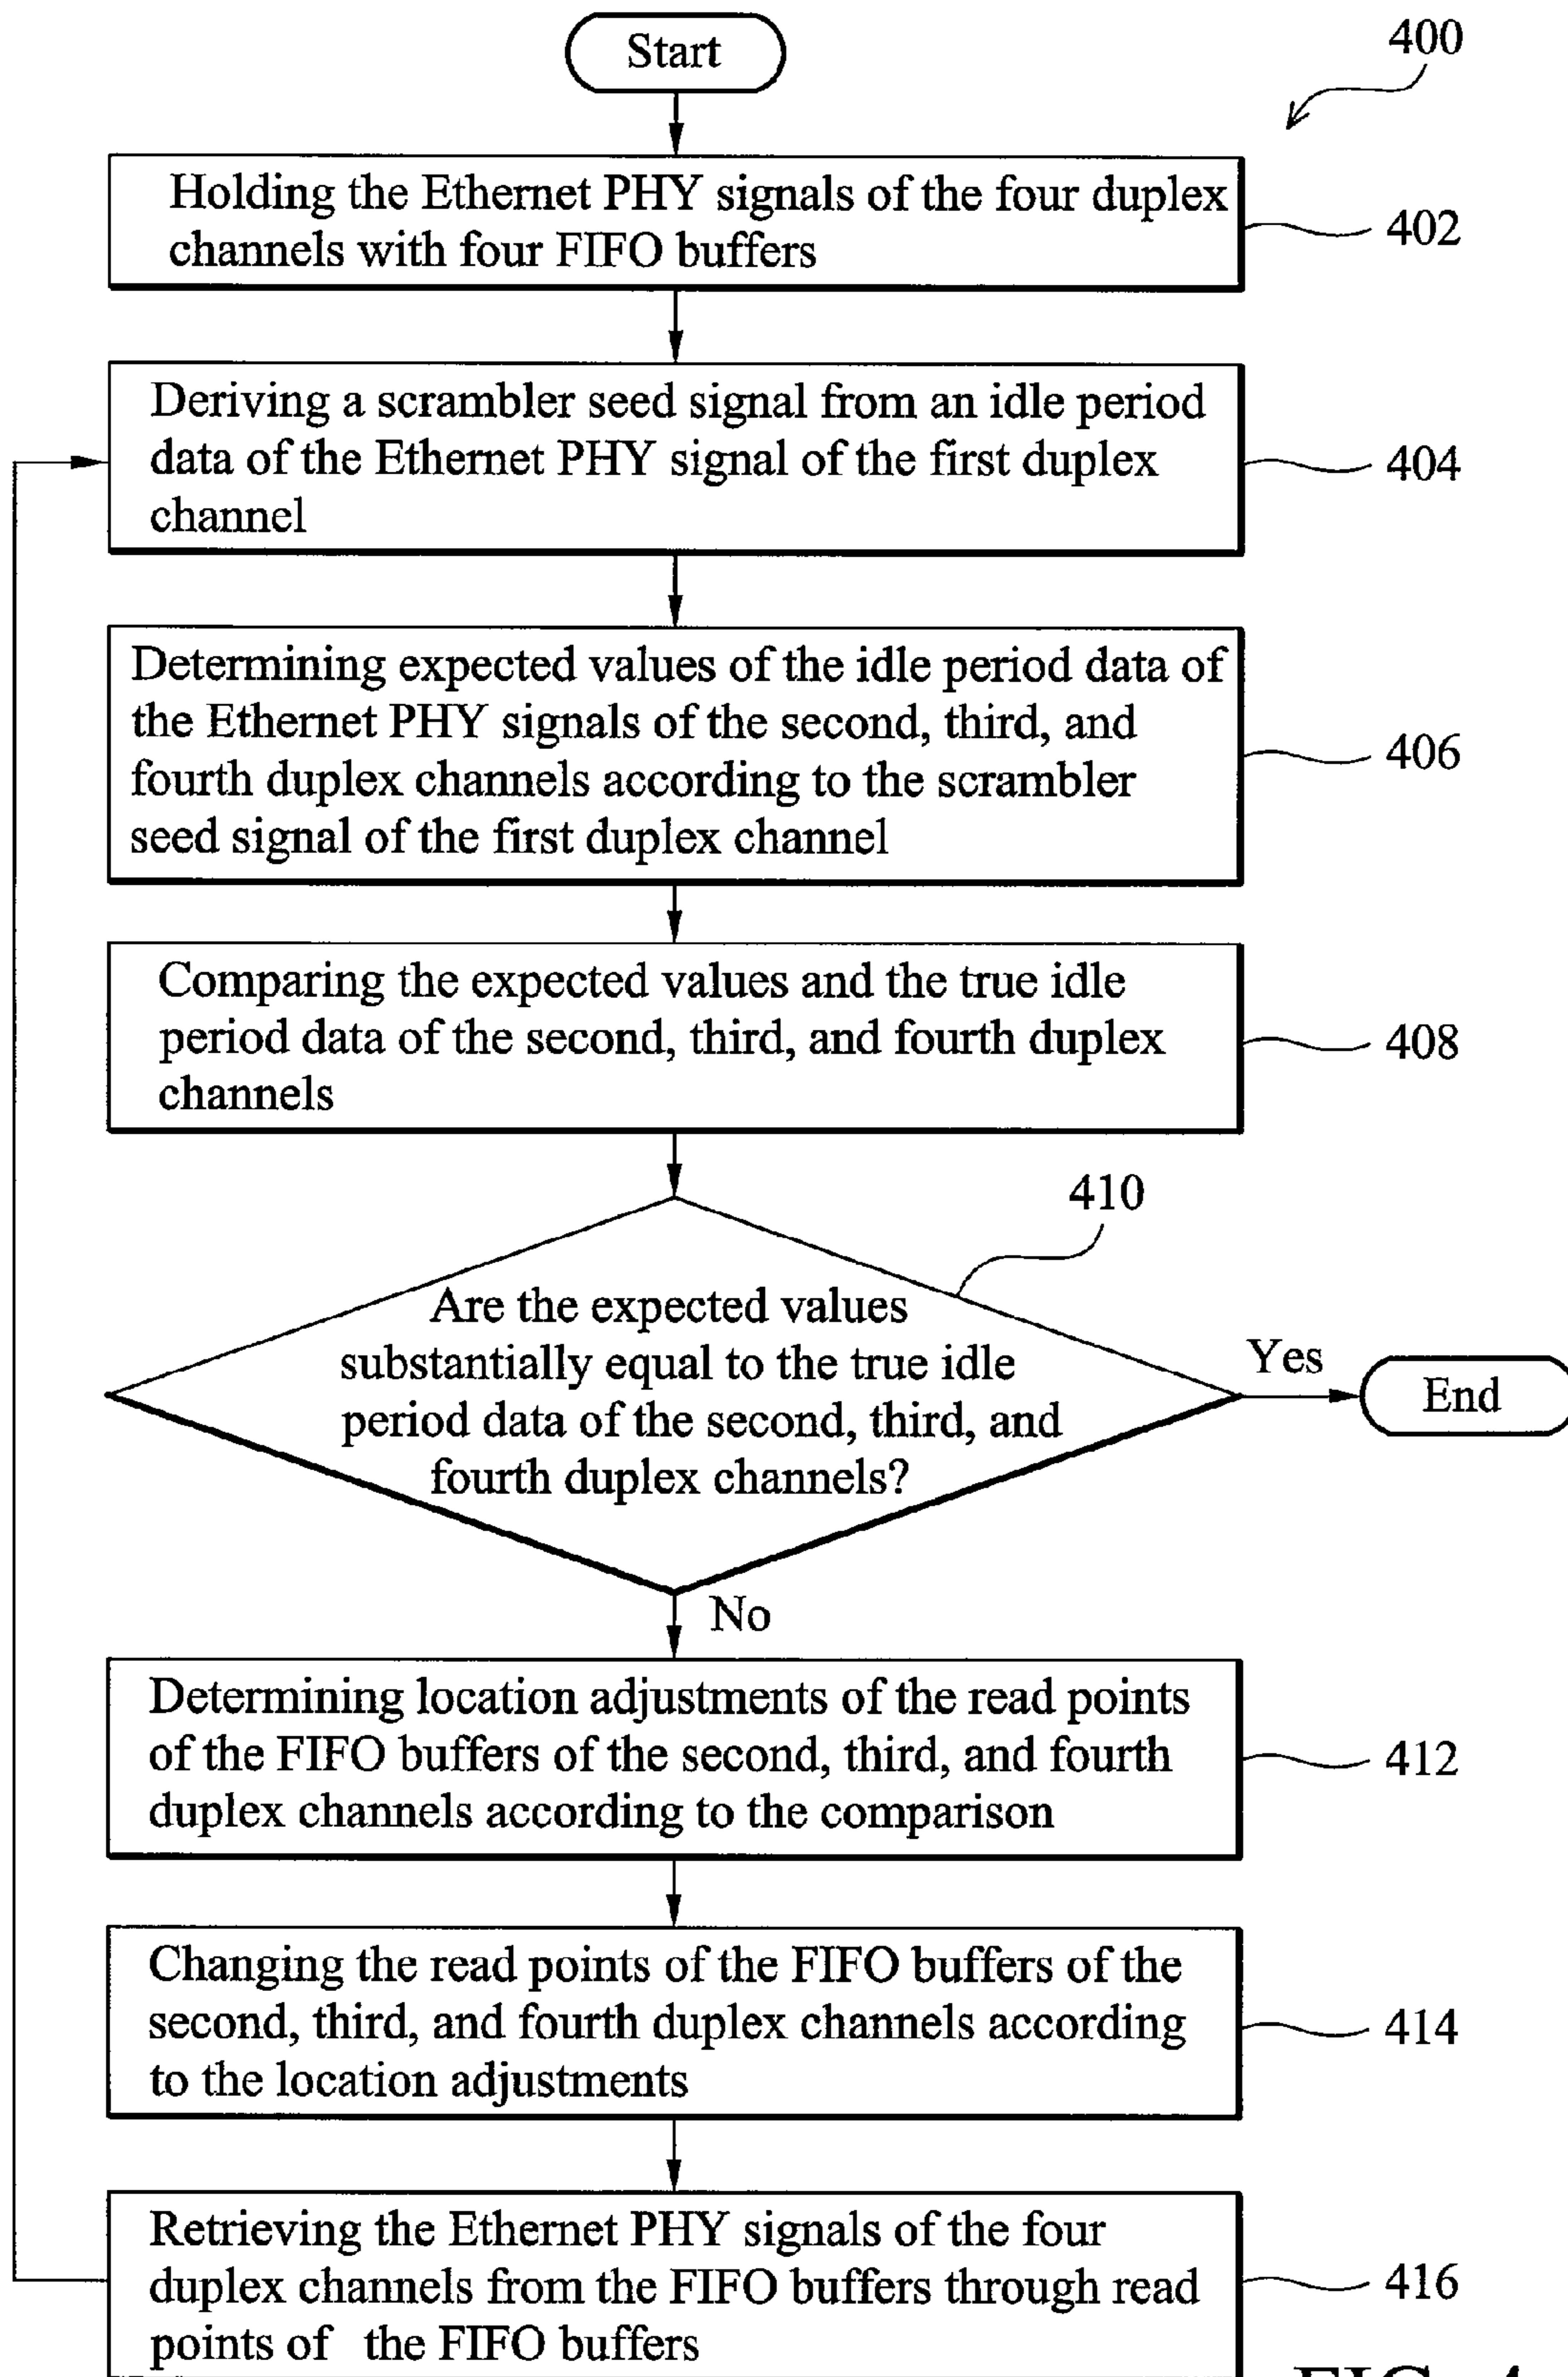 Start
400
Holding the Ethernet PHY signals of the four duplex
channels with four FIFO buffers
402
Deriving a scrambler seed signal from an idle period
data of the Ethernet PHY signal of the first duplex
channel
404
Determining expected values of the idle period data of
the Ethernet PHY signals of the second, third, and
fourth duplex channels according to the scrambler
seed signal of the first duplex channel
406
Comparing the expected values and the true idle
period data of the second, third, and fourth duplex
channels
408
410
Are the expected values
substantially equal to the true idle
period data of the second, third, and
fourth duplex channels?
Yes
End
No
Determining location adjustments of the read points
of the FIFO buffers of the second, third, and fourth
duplex channels according to the comparison
412
Changing the read points of the FIFO buffers of the
second, third, and fourth duplex channels according
to the location adjustments
414
Retrieving the Ethernet PHY signals of the four
duplex channels from the FIFO buffers through read
points of the FIFO buffers
416